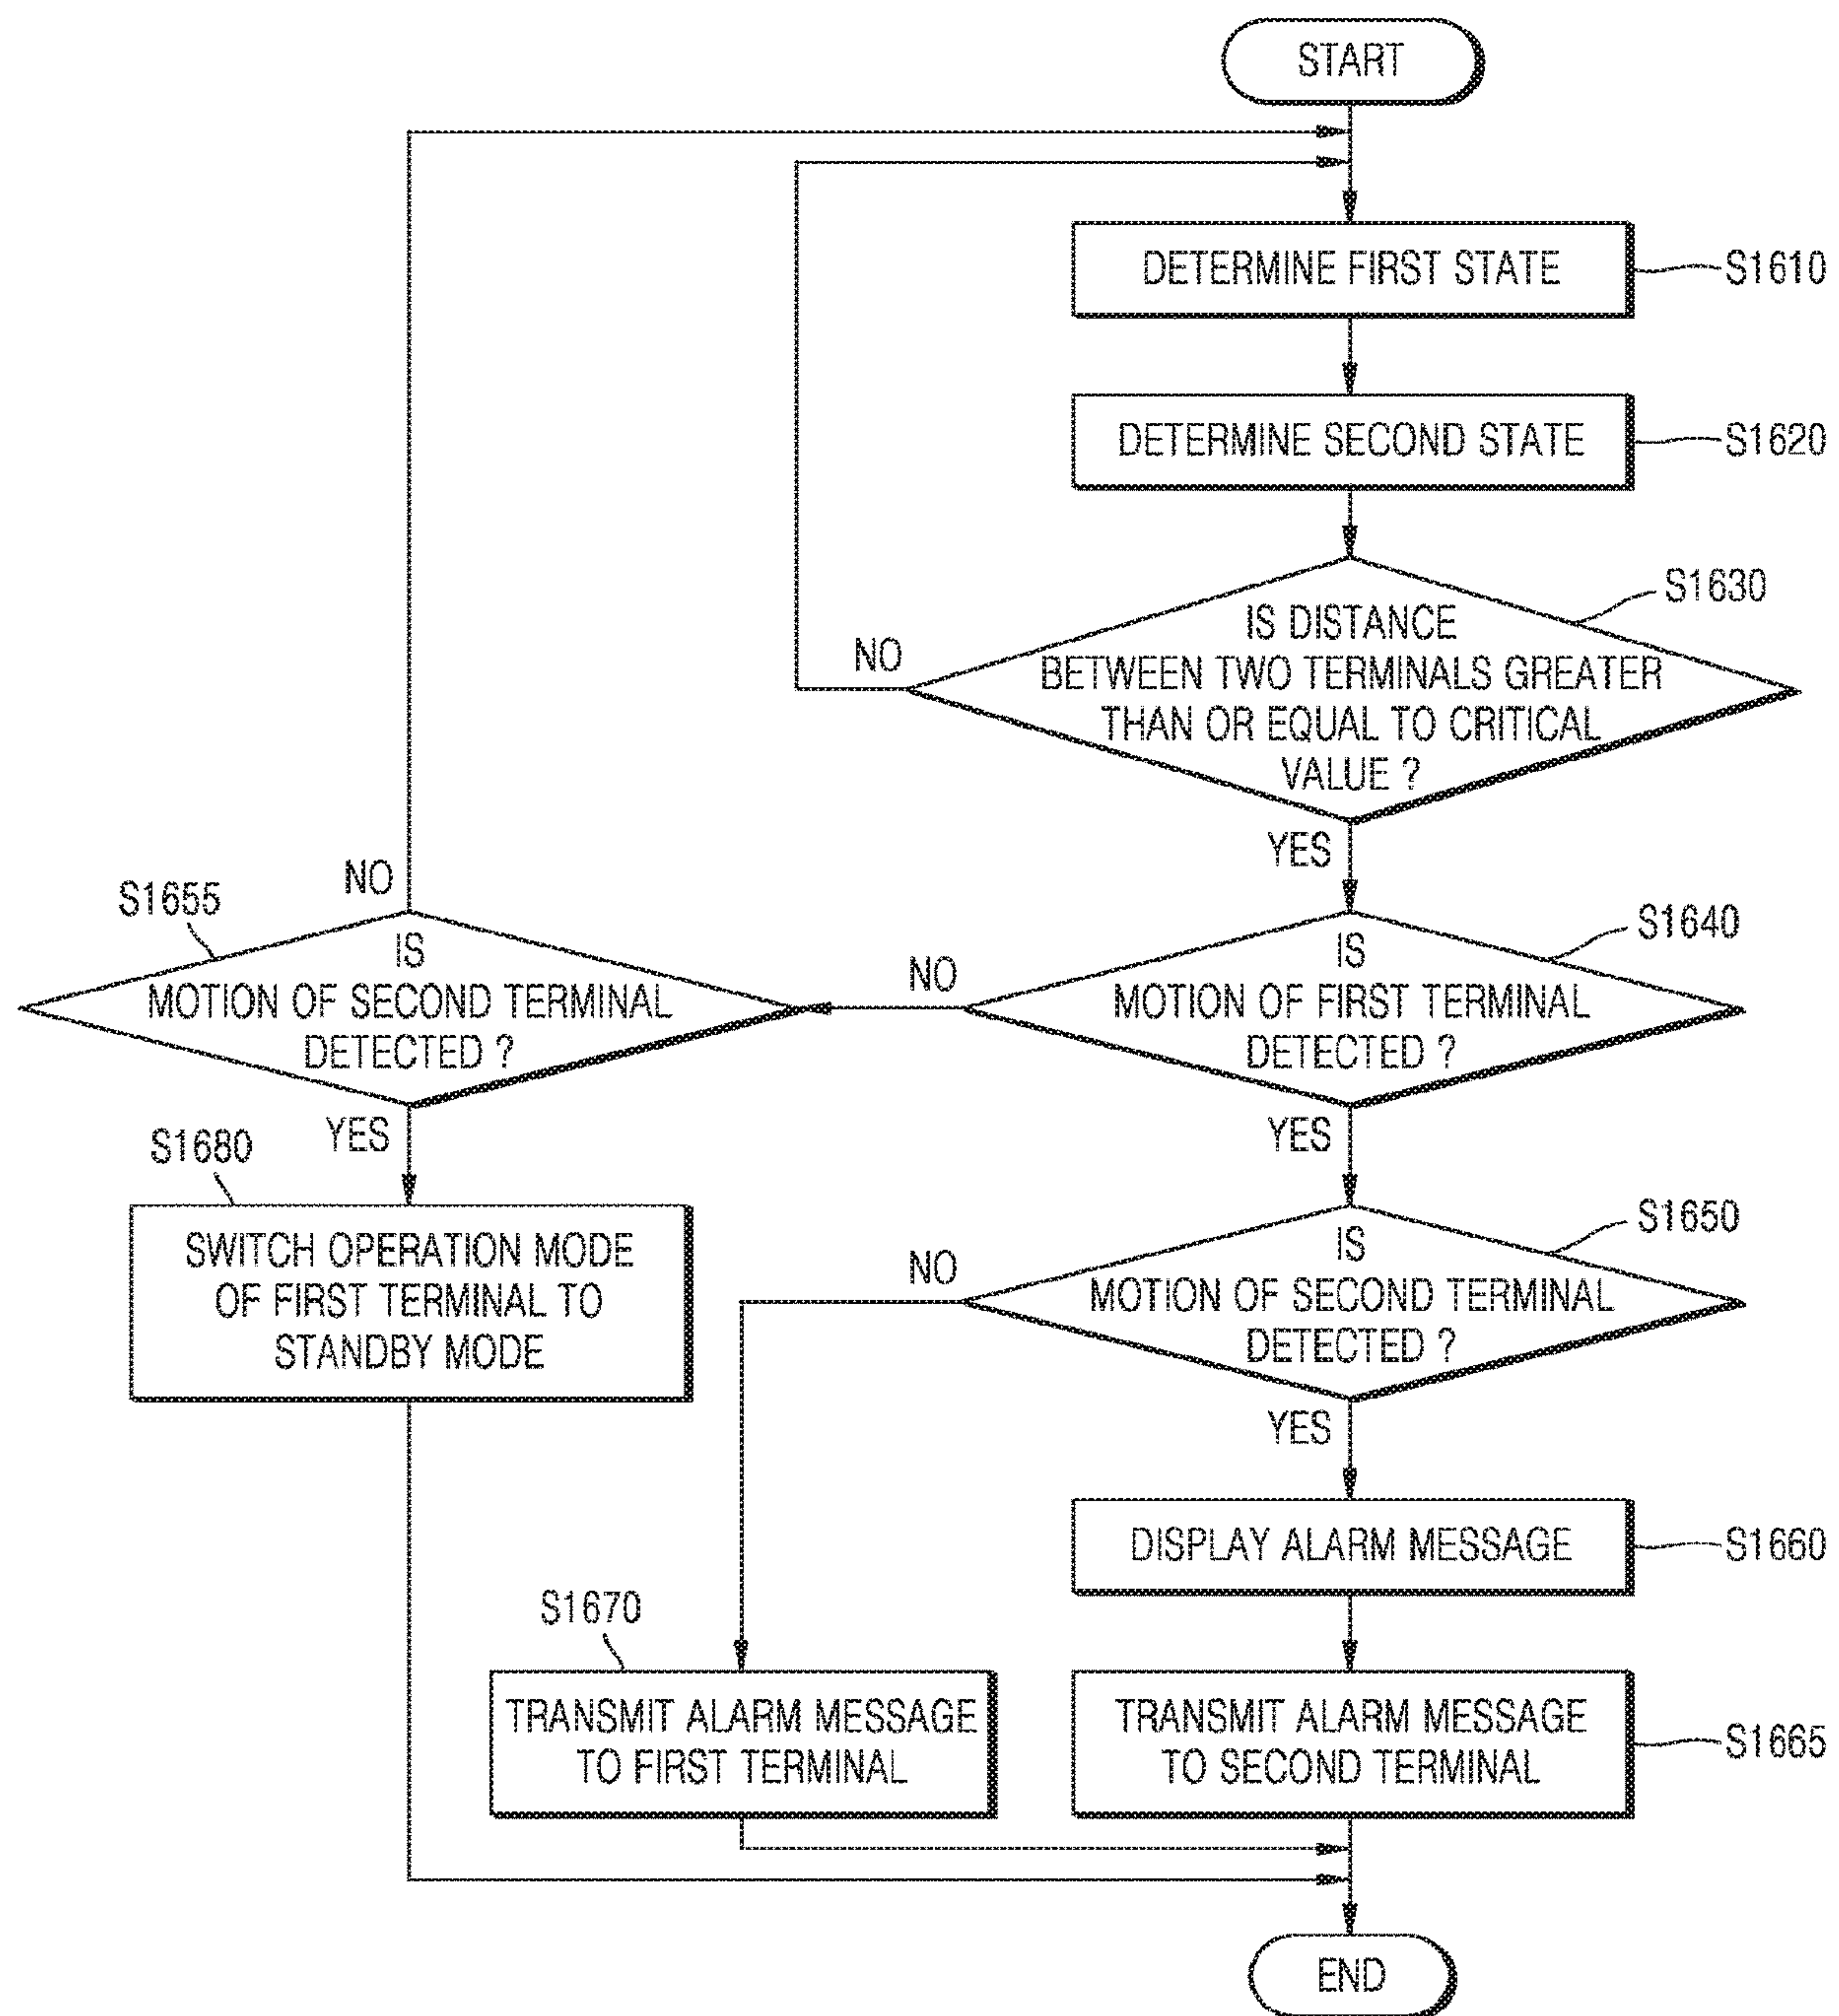 START
DETERMINE FIRST STATE
S1610
DETERMINE SECOND STATE
S1620
S1630
IS DISTANCE
BETWEEN TWO TERMINALS GREATER
THAN OR EQUAL TO CRITICAL
VALUE ?
NO
YES
S1640
IS
MOTION OF FIRST TERMINAL
DETECTED ?
NO
YES
S1655
NO
IS
MOTION OF SECOND TERMINAL
DETECTED ?
YES
S1680
SWITCH OPERATION MODE
OF FIRST TERMINAL TO
STANDBY MODE
S1650
IS
MOTION OF SECOND TERMINAL
DETECTED ?
NO
YES
DISPLAY ALARM MESSAGE
S1660
S1670
TRANSMIT ALARM MESSAGE
TO FIRST TERMINAL
TRANSMIT ALARM MESSAGE
TO SECOND TERMINAL
S1665
END